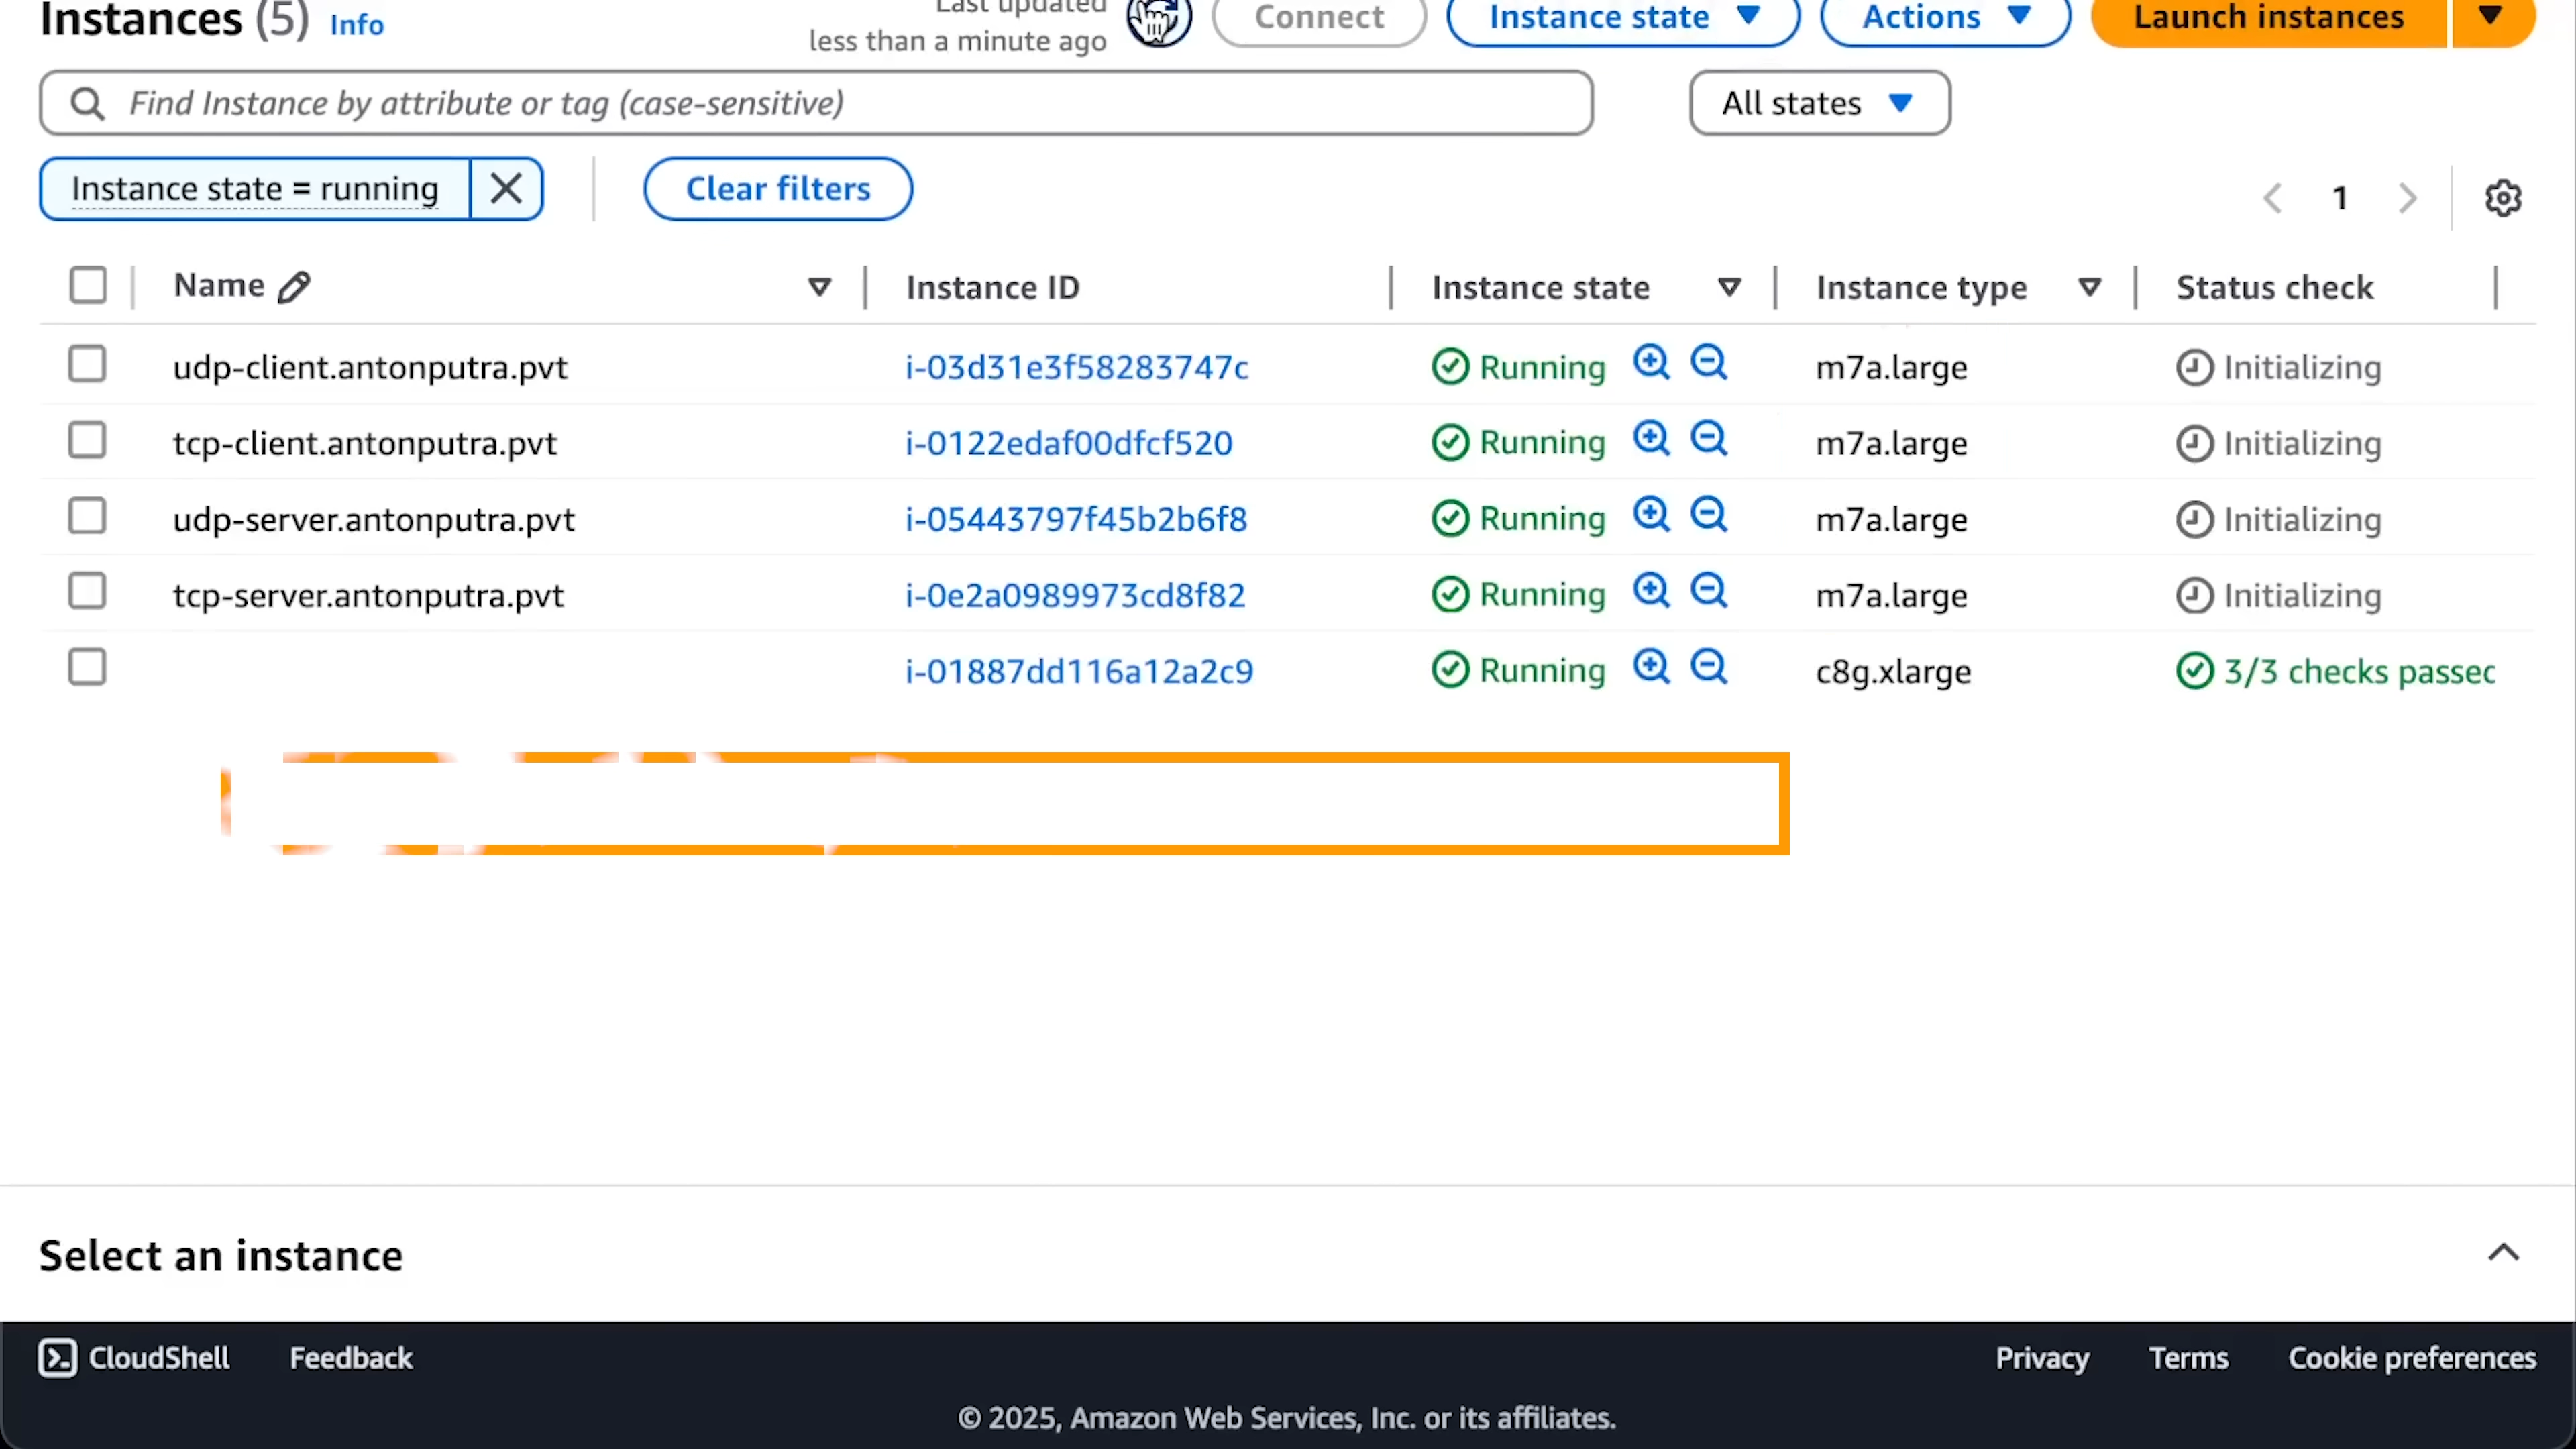 Instances (5) Info
Last updated
less than a minute ago
Connect
Instance state
Actions
Launch instances
Find Instance by attribute or tag (case-sensitive)
All states
Instance state = running
Clear filters
1
Name Instance ID Instance state Instance type Status check
udp-client.antonputra.pvt i-03d31e3f58283747c Running m7a.large Initializing
tcp-client.antonputra.pvt i-0122edaf00dfcf520 Running m7a.large Initializing
udp-server.antonputra.pvt i-05443797f45b2b6f8 Running m7a.large Initializing
tcp-server.antonputra.pvt i-0e2a0989973cd8f82 Running m7a.large Initializing
i-01887dd116a12a2c9 Running c8g.xlarge 3/3 checks passec
Select an instance
CloudShell Feedback Privacy Terms Cookie preferences
© 2025, Amazon Web Services, Inc. or its affiliates.